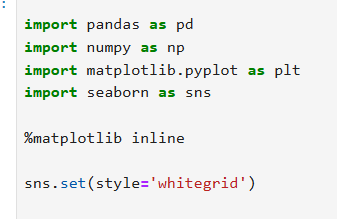 :
import pandas as pd
import numpy as np
import matplotlib.pyplot as plt
import seaborn as sns
%matplotlib inline
sns.set(style='whitegrid')